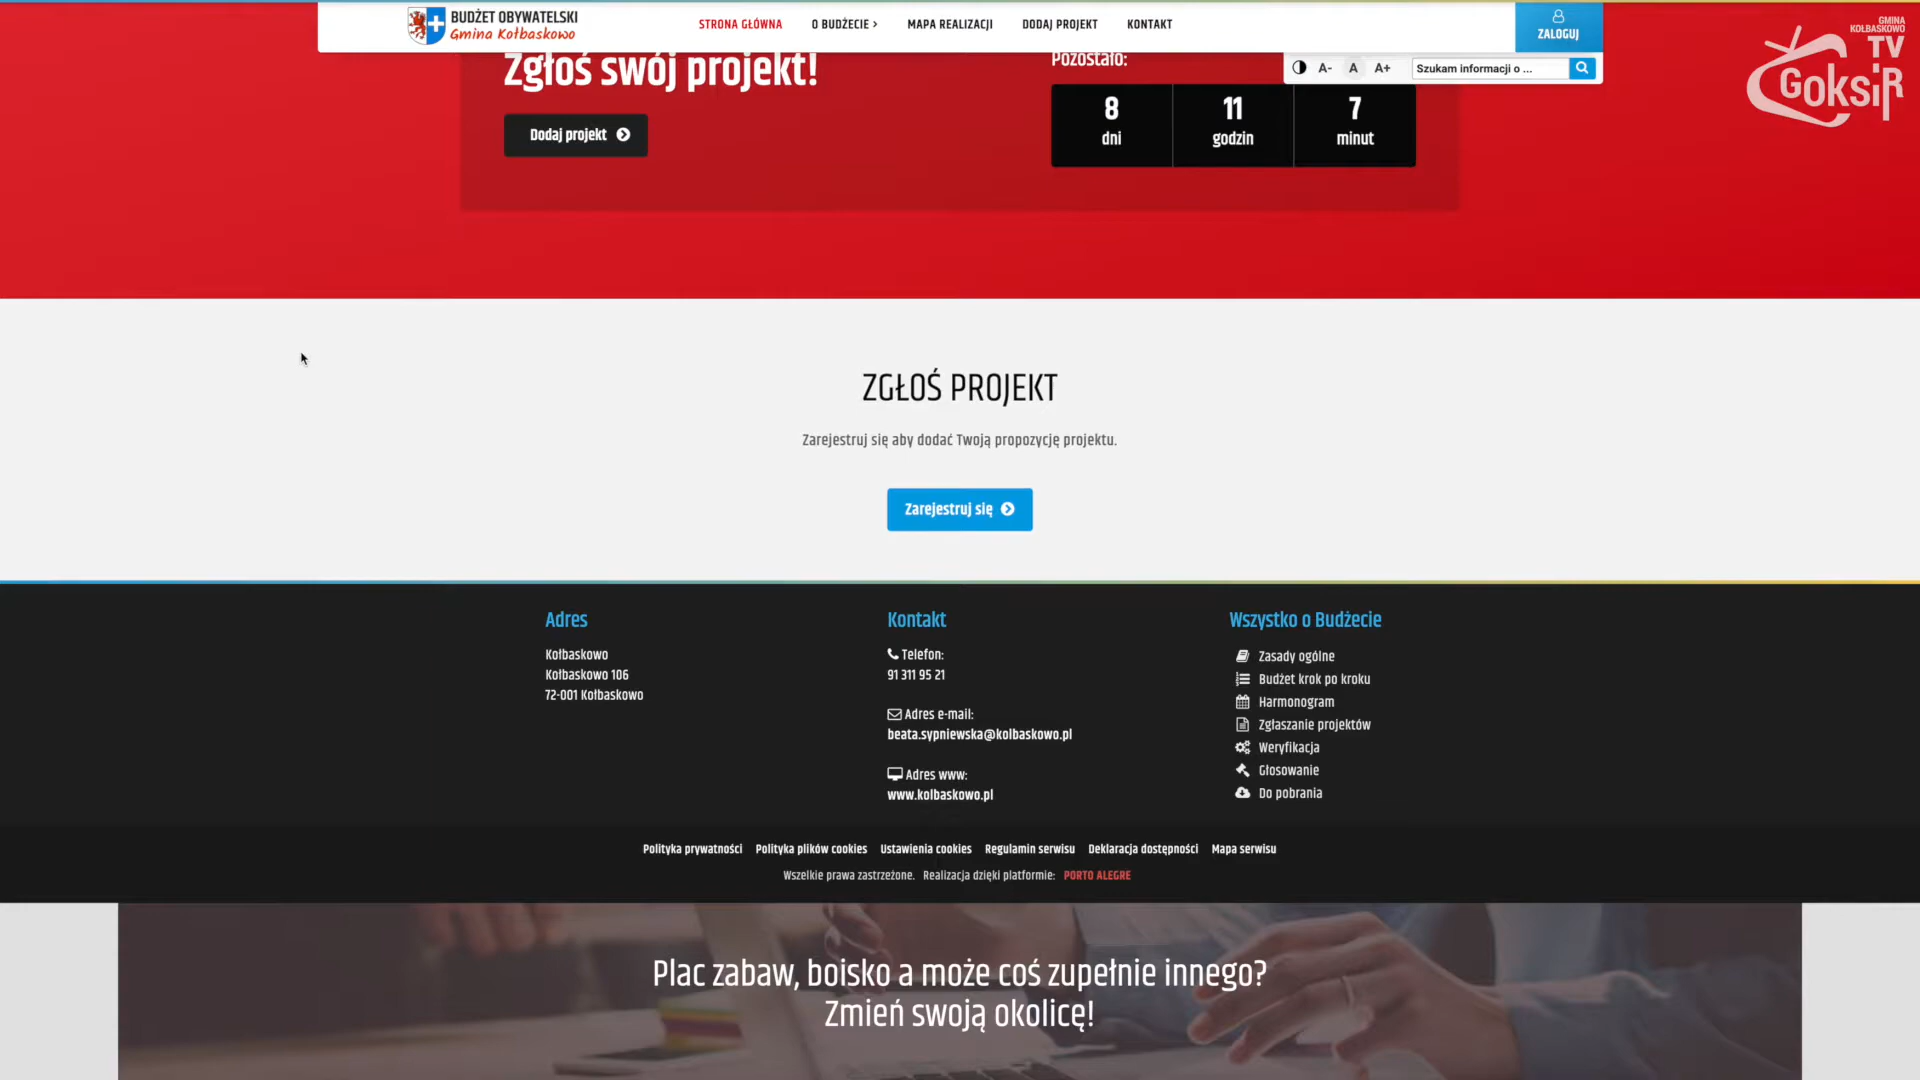 BUDŻET OBYWATELSKI
Gmina Kołbaskowo
STRONA GŁÓWNA
O BUDŻECIE
MAPA REALIZACJI
DODAJ PROJEKT
KONTAKT
ZALOGUJ
GMINA
KOŁBASKOWO
TV
GOKSiR
Zgłoś swój projekt!
Pozostało:
A-
A
A+
Szukam informacji o ...
Dodaj projekt
8
dni
11
godzin
7
minut
ZGŁOŚ PROJEKT
Zarejestruj się aby dodać Twoją propozycję projektu.
Zarejestruj się
Adres
Kołbaskowo
Kołbaskowo 106
72-001 Kołbaskowo
Kontakt
Telefon:
91 311 95 21
Adres e-mail:
beata.sypniewska@kolbaskowo.pl
Adres www:
www.kolbaskowo.pl
Wszystko o Budżecie
Zasady ogólne
Budżet krok po kroku
Harmonogram
Zgłaszanie projektów
Weryfikacja
Głosowanie
Do pobrania
Polityka prywatności Polityka plików cookies Ustawienia cookies Regulamin serwisu Deklaracja dostępności Mapa serwisu
Wszelkie prawa zastrzeżone. Realizacja dzięki platformie: PORTO ALEGRE
Plac zabaw, boisko a może coś zupełnie innego?
Zmień swoją okolicę!